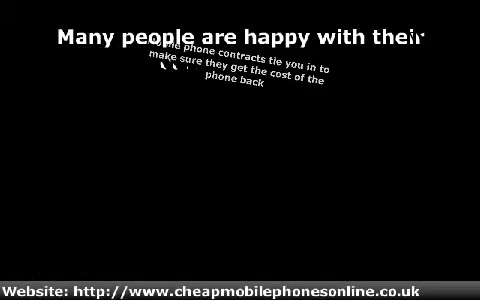 Many people are happy with their
phone contracts tie you in to
make sure they get the cost of the
phone back
Website: http://www.cheapmobilephonesonline.co.uk